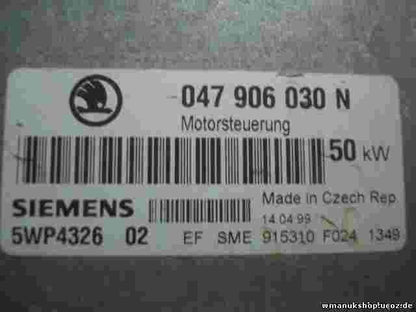 047 906 030 N
Motorsteuerung
50 kW
SIEMENS
Made in Czech Rep
14.04.99
5WP4326 02 EF SME 915310 F024 1349
wmanukshop!ucoz:de